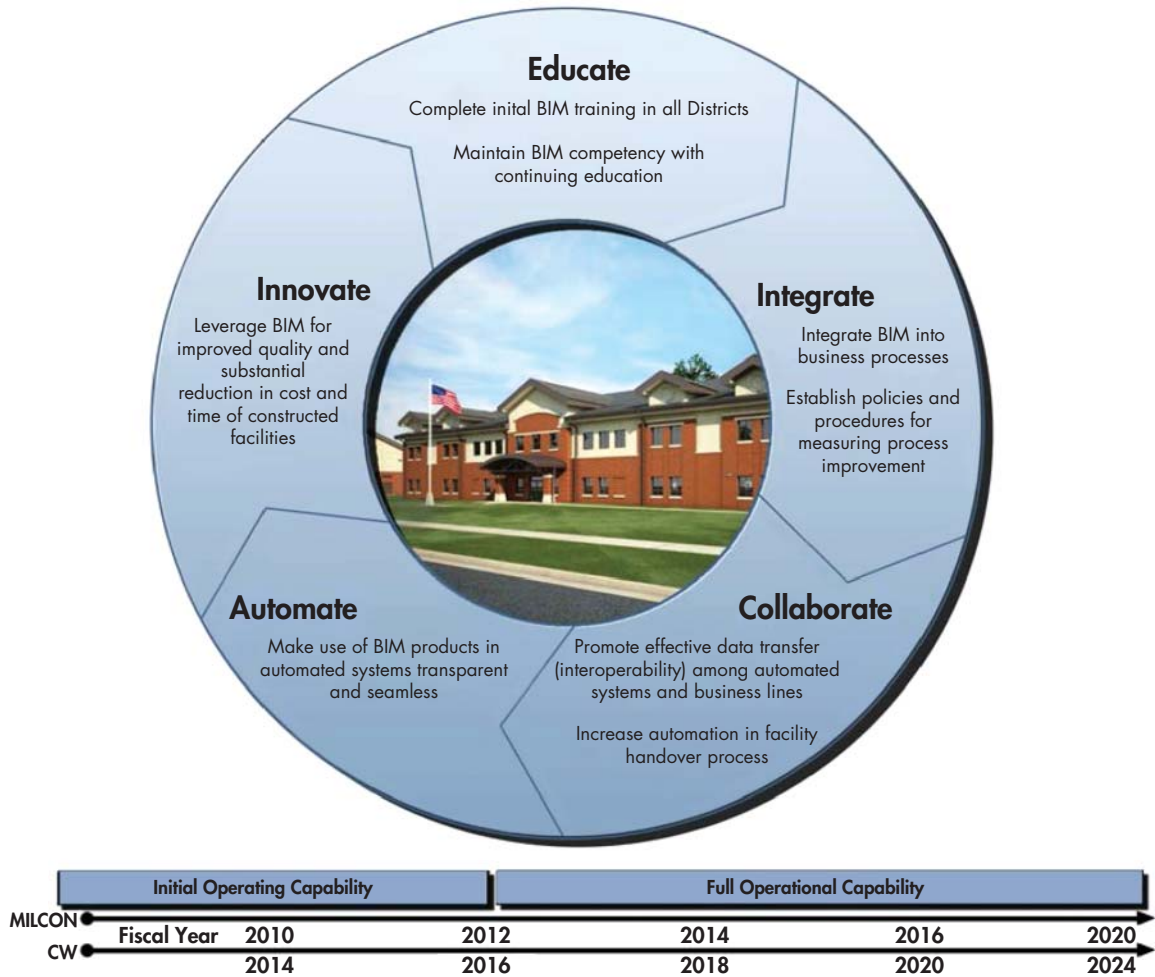 Educate
Complete inital BIM training in all Districts
Maintain BIM competency with
continuing education
Integrate
Integrate BIM into
business processes
Establish policies and
procedures for
measuring process
improvement
Collaborate
Promote effective data transfer
(interoperability) among automated
systems and business lines
Increase automation in facility
handover process
Automate
Make use of BIM products in
automated systems transparent
and seamless
Innovate
Leverage BIM for
improved quality and
substantial
reduction in cost and
time of constructed
facilities
Initial Operating Capability
Full Operational Capability
MILCON
Fiscal Year 2010 2012 2014 2016 2020
CW
2014 2016 2018 2020 2024